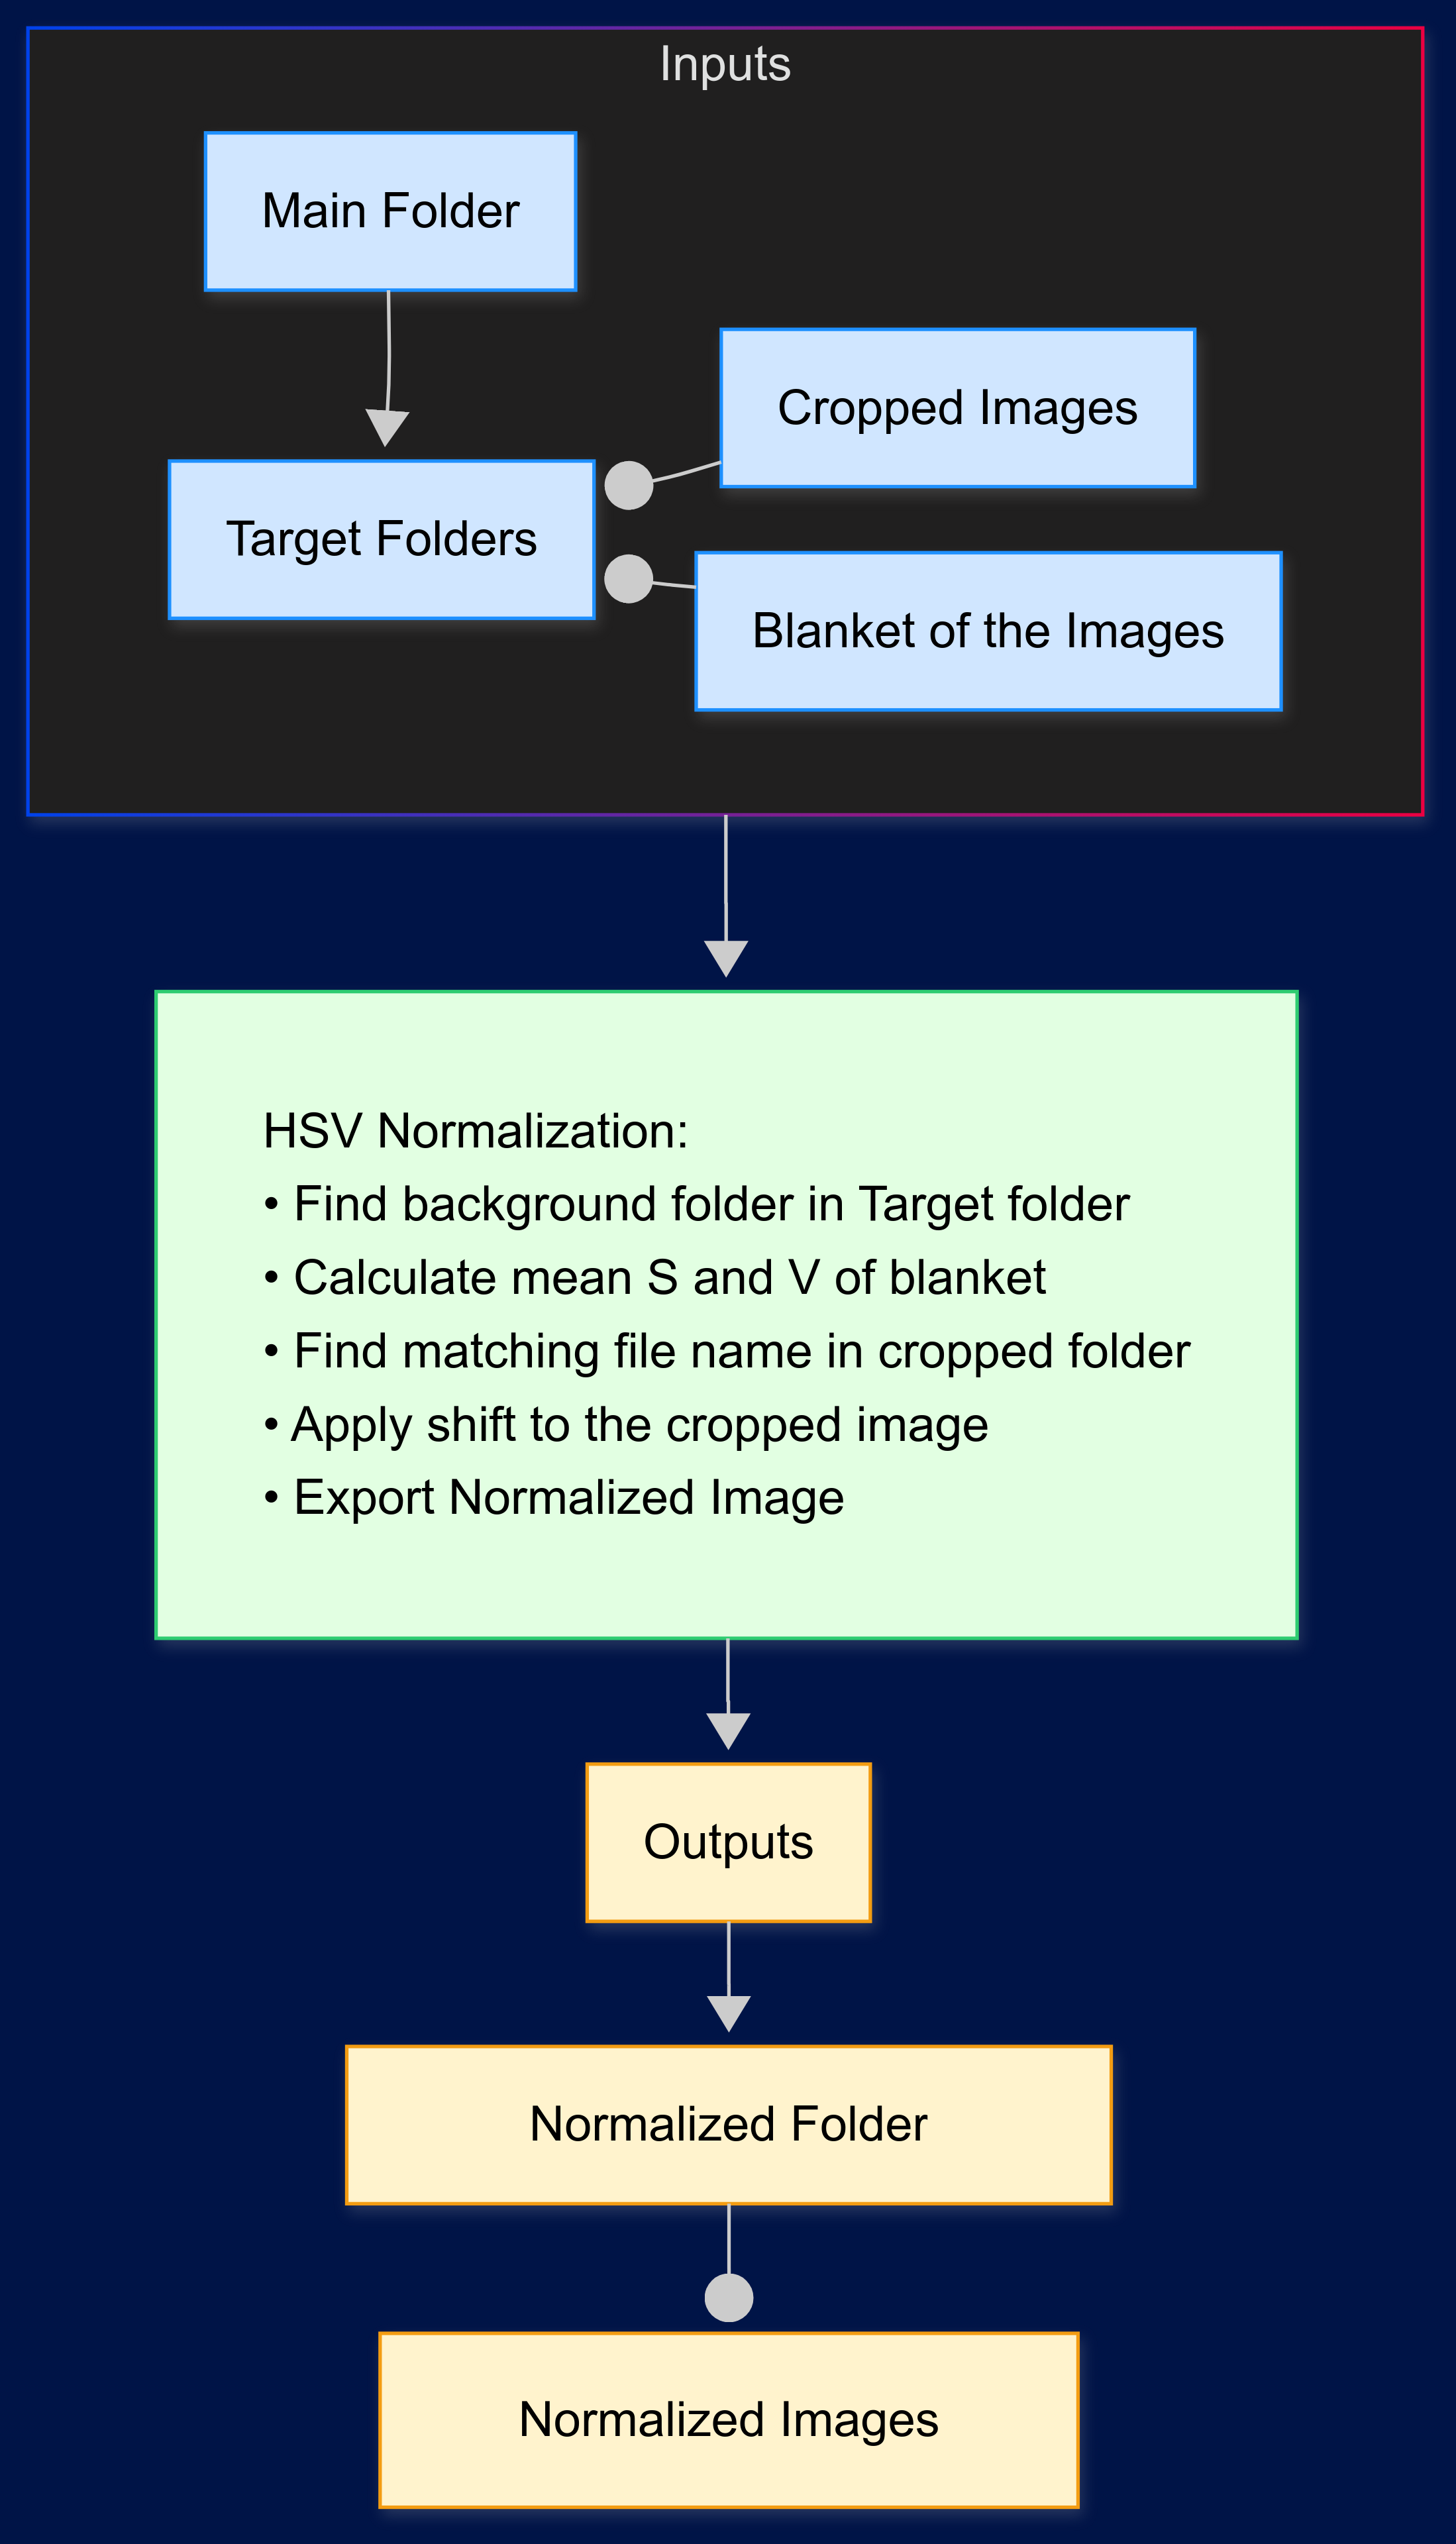 Inputs
Main Folder
Cropped Images
Target Folders
Blanket of the Images
HSV Normalization:
• Find background folder in Target folder
• Calculate mean S and V of blanket
• Find matching file name in cropped folder
• Apply shift to the cropped image
• Export Normalized Image
Outputs
Normalized Folder
Normalized Images